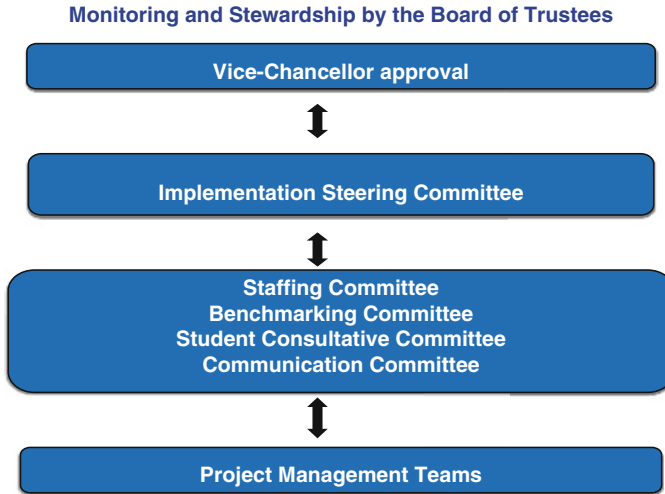 Monitoring and Stewardship by the Board of Trustees
Vice-Chancellor approval
Implementation Steering Committee
Staffing Committee
Benchmarking Committee
Student Consultative Committee
Communication Committee
Project Management Teams